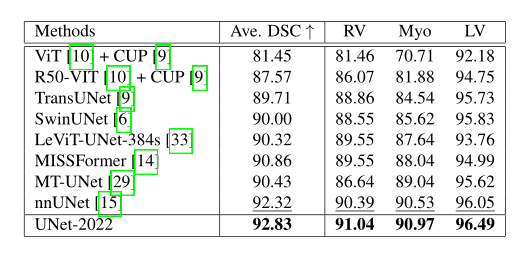 Methods Ave. DSC ↑ RV Myo LV
ViT [10] + CUP [9] 81.45 81.46 70.71 92.18
R50-VIT [10] + CUP [9] 87.57 86.07 81.88 94.75
TransUNet [9] 89.71 88.86 84.54 95.73
SwinUNet [6] 90.00 88.55 85.62 95.83
LeViT-UNet-384s [33] 90.32 89.55 87.64 93.76
MISSFormer [14] 90.86 89.55 88.04 94.99
MT-UNet [29] 90.43 86.64 89.04 95.62
nnUNet [15] 92.32 90.39 90.53 96.05
UNet-2022 92.83 91.04 90.97 96.49